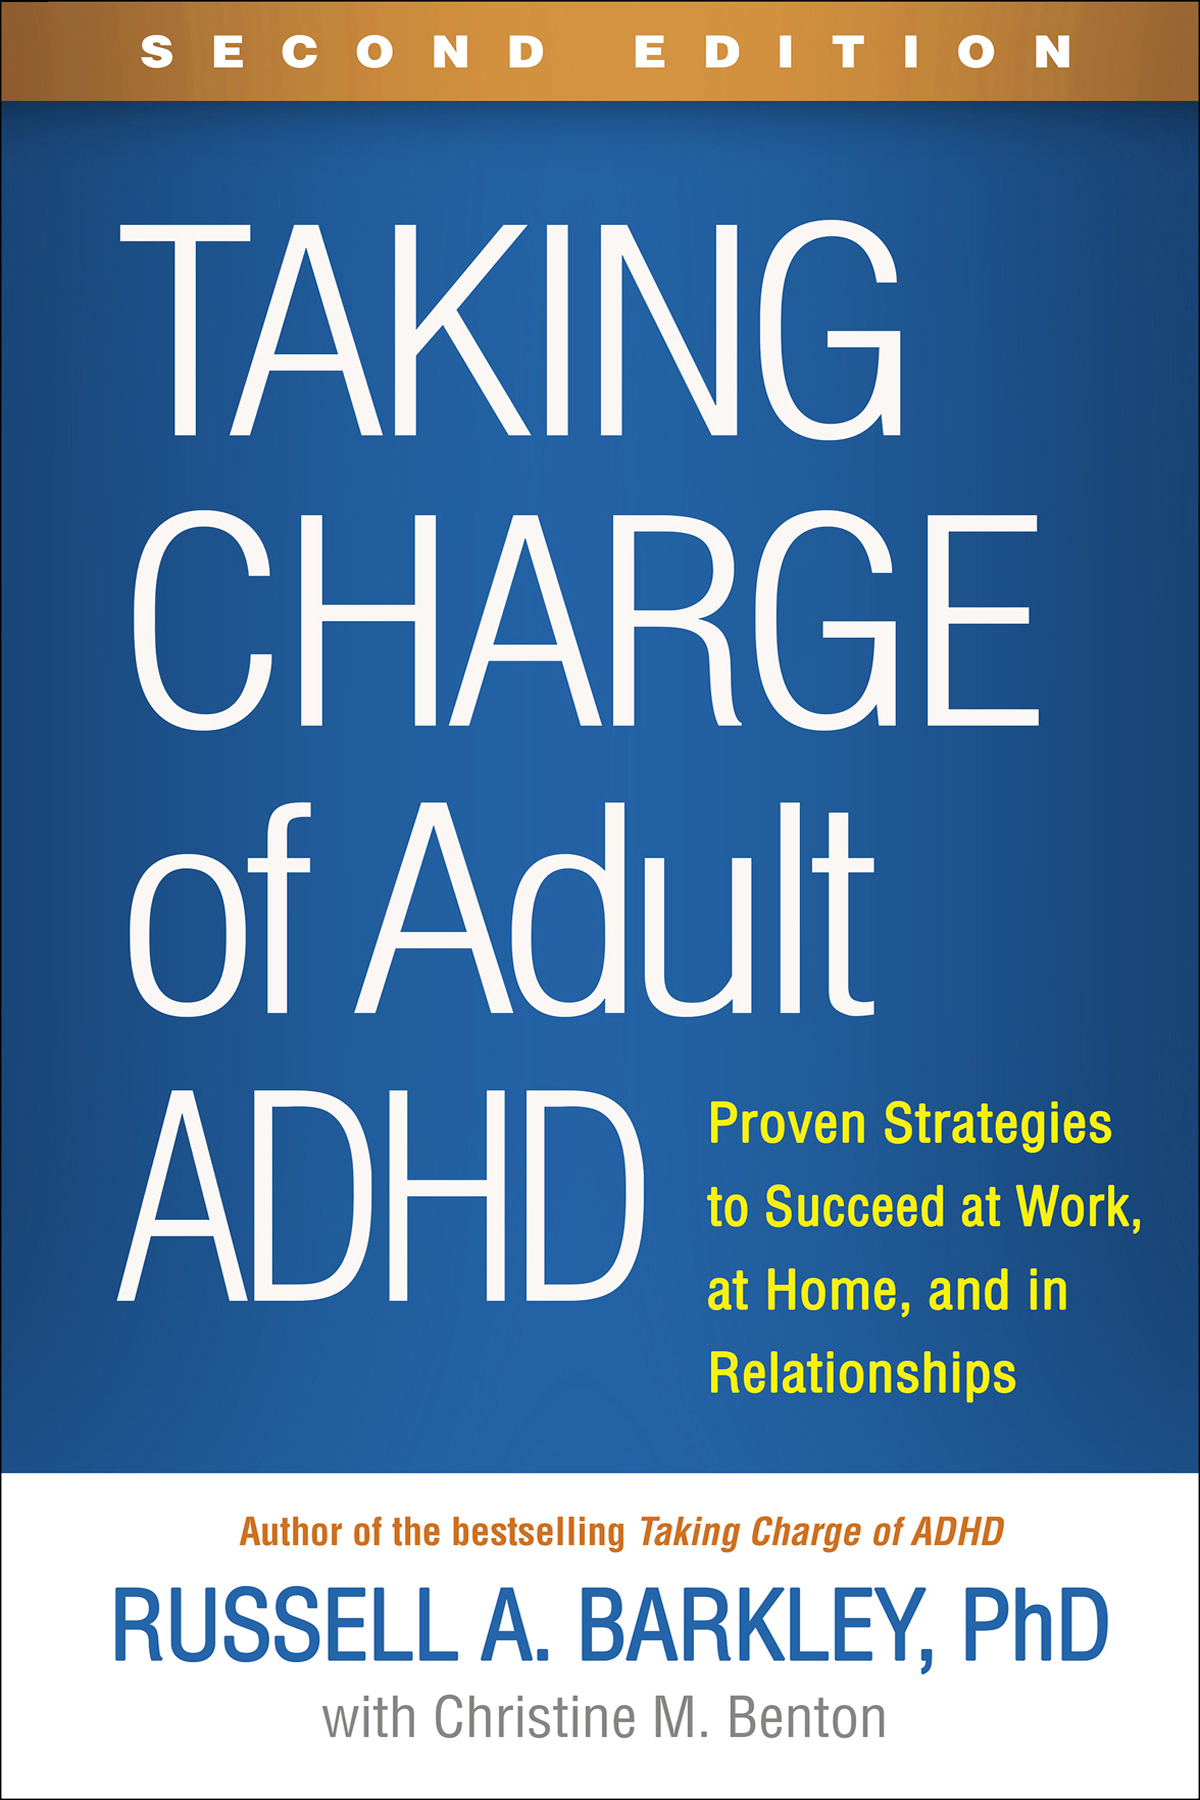 SECOND EDITION
TAKING
CHARGE
of Adult
ADHD
Proven Strategies
to Succeed at Work,
at Home, and in
Relationships
Author of the bestselling Taking Charge of ADHD
RUSSELL A. BARKLEY, PhD
with Christine M. Benton